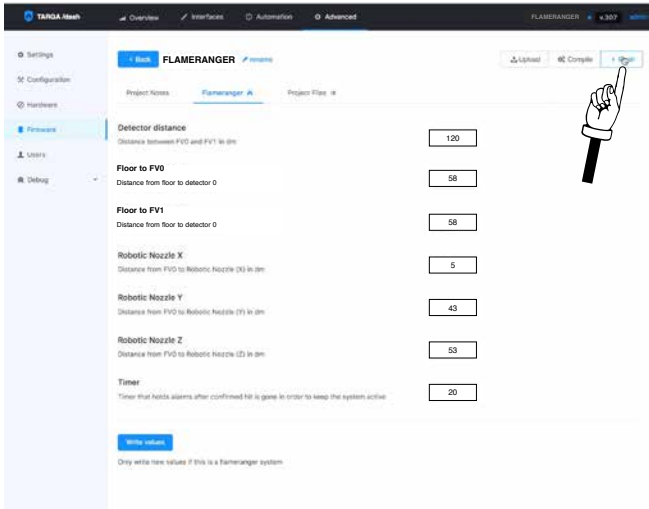 TARGA /dash Overview Interfaces Automation Advanced FLAMERANGER v.307 admin
Settings
Configuration
Hardware
Firmware
Users
Debug
Back FLAMERANGER rename Upload Compile
Project Notes Flameranger Project Files
Detector distance
Distance between FV0 and FV1 in dm
120
Floor to FV0
Distance from floor to detector 0
58
Floor to FV1
Distance from floor to detector 0
58
Robotic Nozzle X
Distance from FV0 to Robotic Nozzle (X) in dm
5
Robotic Nozzle Y
Distance from FV0 to Robotic Nozzle (Y) in dm
43
Robotic Nozzle Z
Distance from FV0 to Robotic Nozzle (Z) in dm
53
Timer
Timer that holds alarms after confirmed hit is gone in order to keep the system active
20
Write values
Only write new values if this is a flameranger system